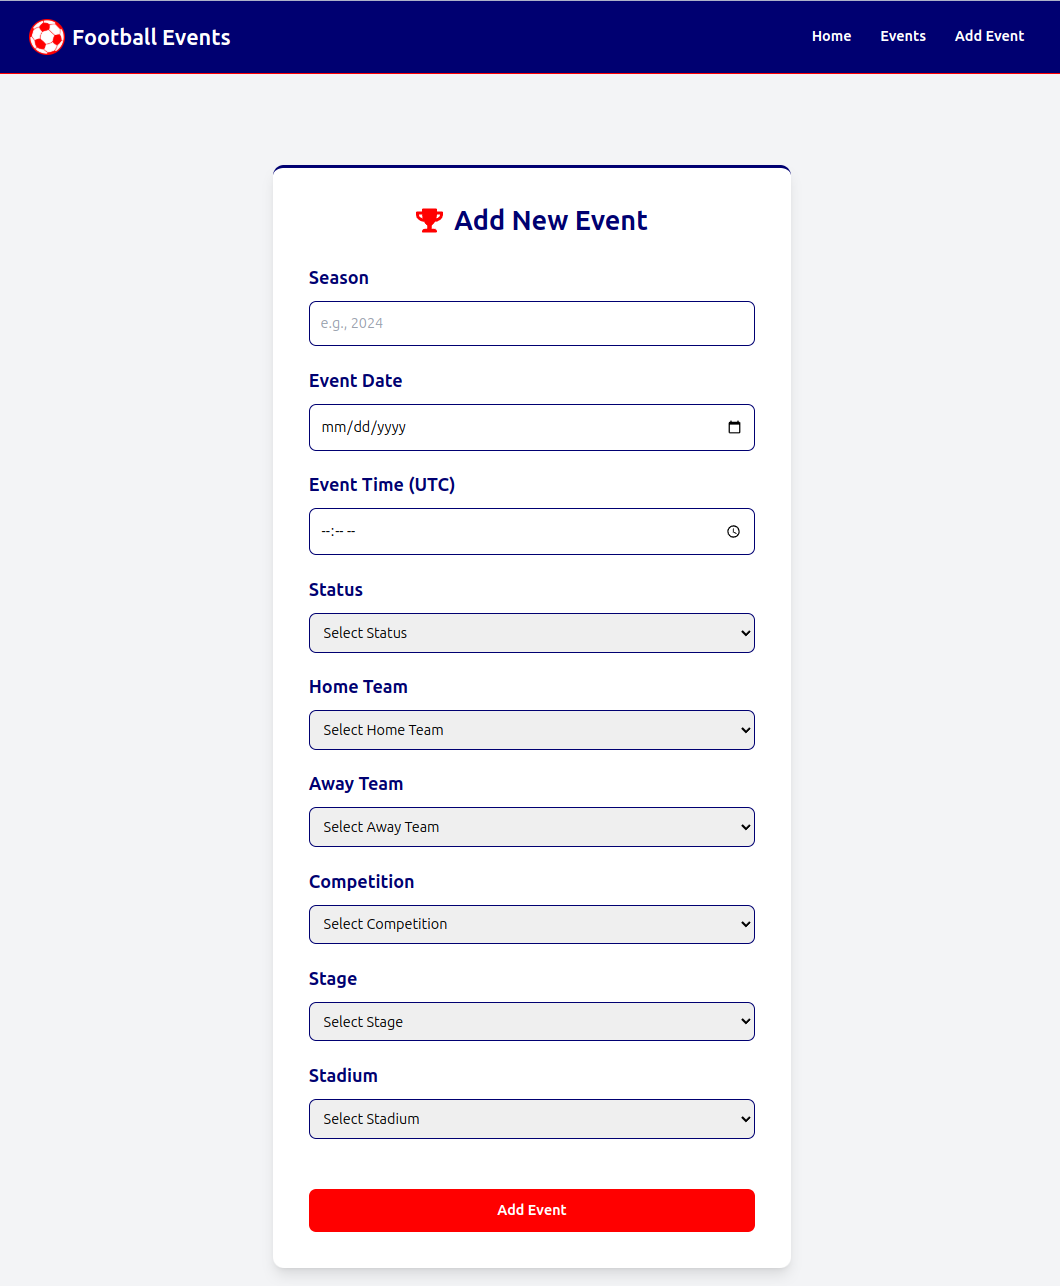 Football Events
Home Events Add Event
Add New Event
Season
e.g., 2024
Event Date
mm/dd/yyyy
Event Time (UTC)
--:-- --
Status
Select Status
Home Team
Select Home Team
Away Team
Select Away Team
Competition
Select Competition
Stage
Select Stage
Stadium
Select Stadium
Add Event